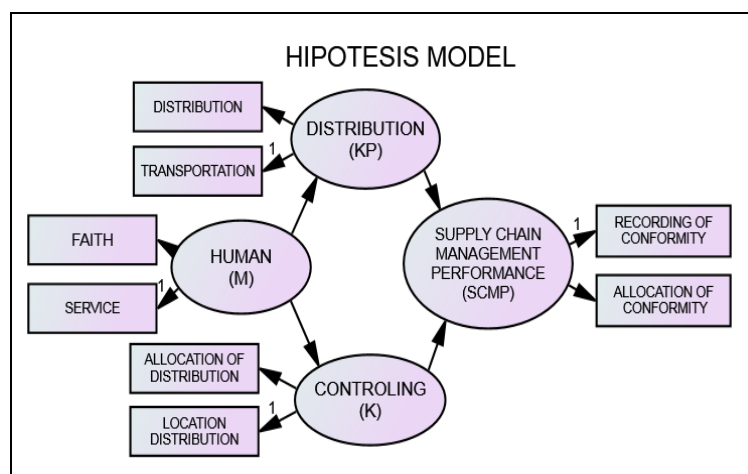 HIPOTESIS MODEL
DISTRIBUTION
1
TRANSPORTATION
DISTRIBUTION
(KP)
FAITH
1
SERVICE
HUMAN
(M)
SUPPLY CHAIN
MANAGEMENT
PERFORMANCE
(SCMP)
1
RECORDING OF
CONFORMITY
ALLOCATION OF
CONFORMITY
ALLOCATION OF
DISTRIBUTION
1
LOCATION
DISTRIBUTION
CONTROLING
(K)